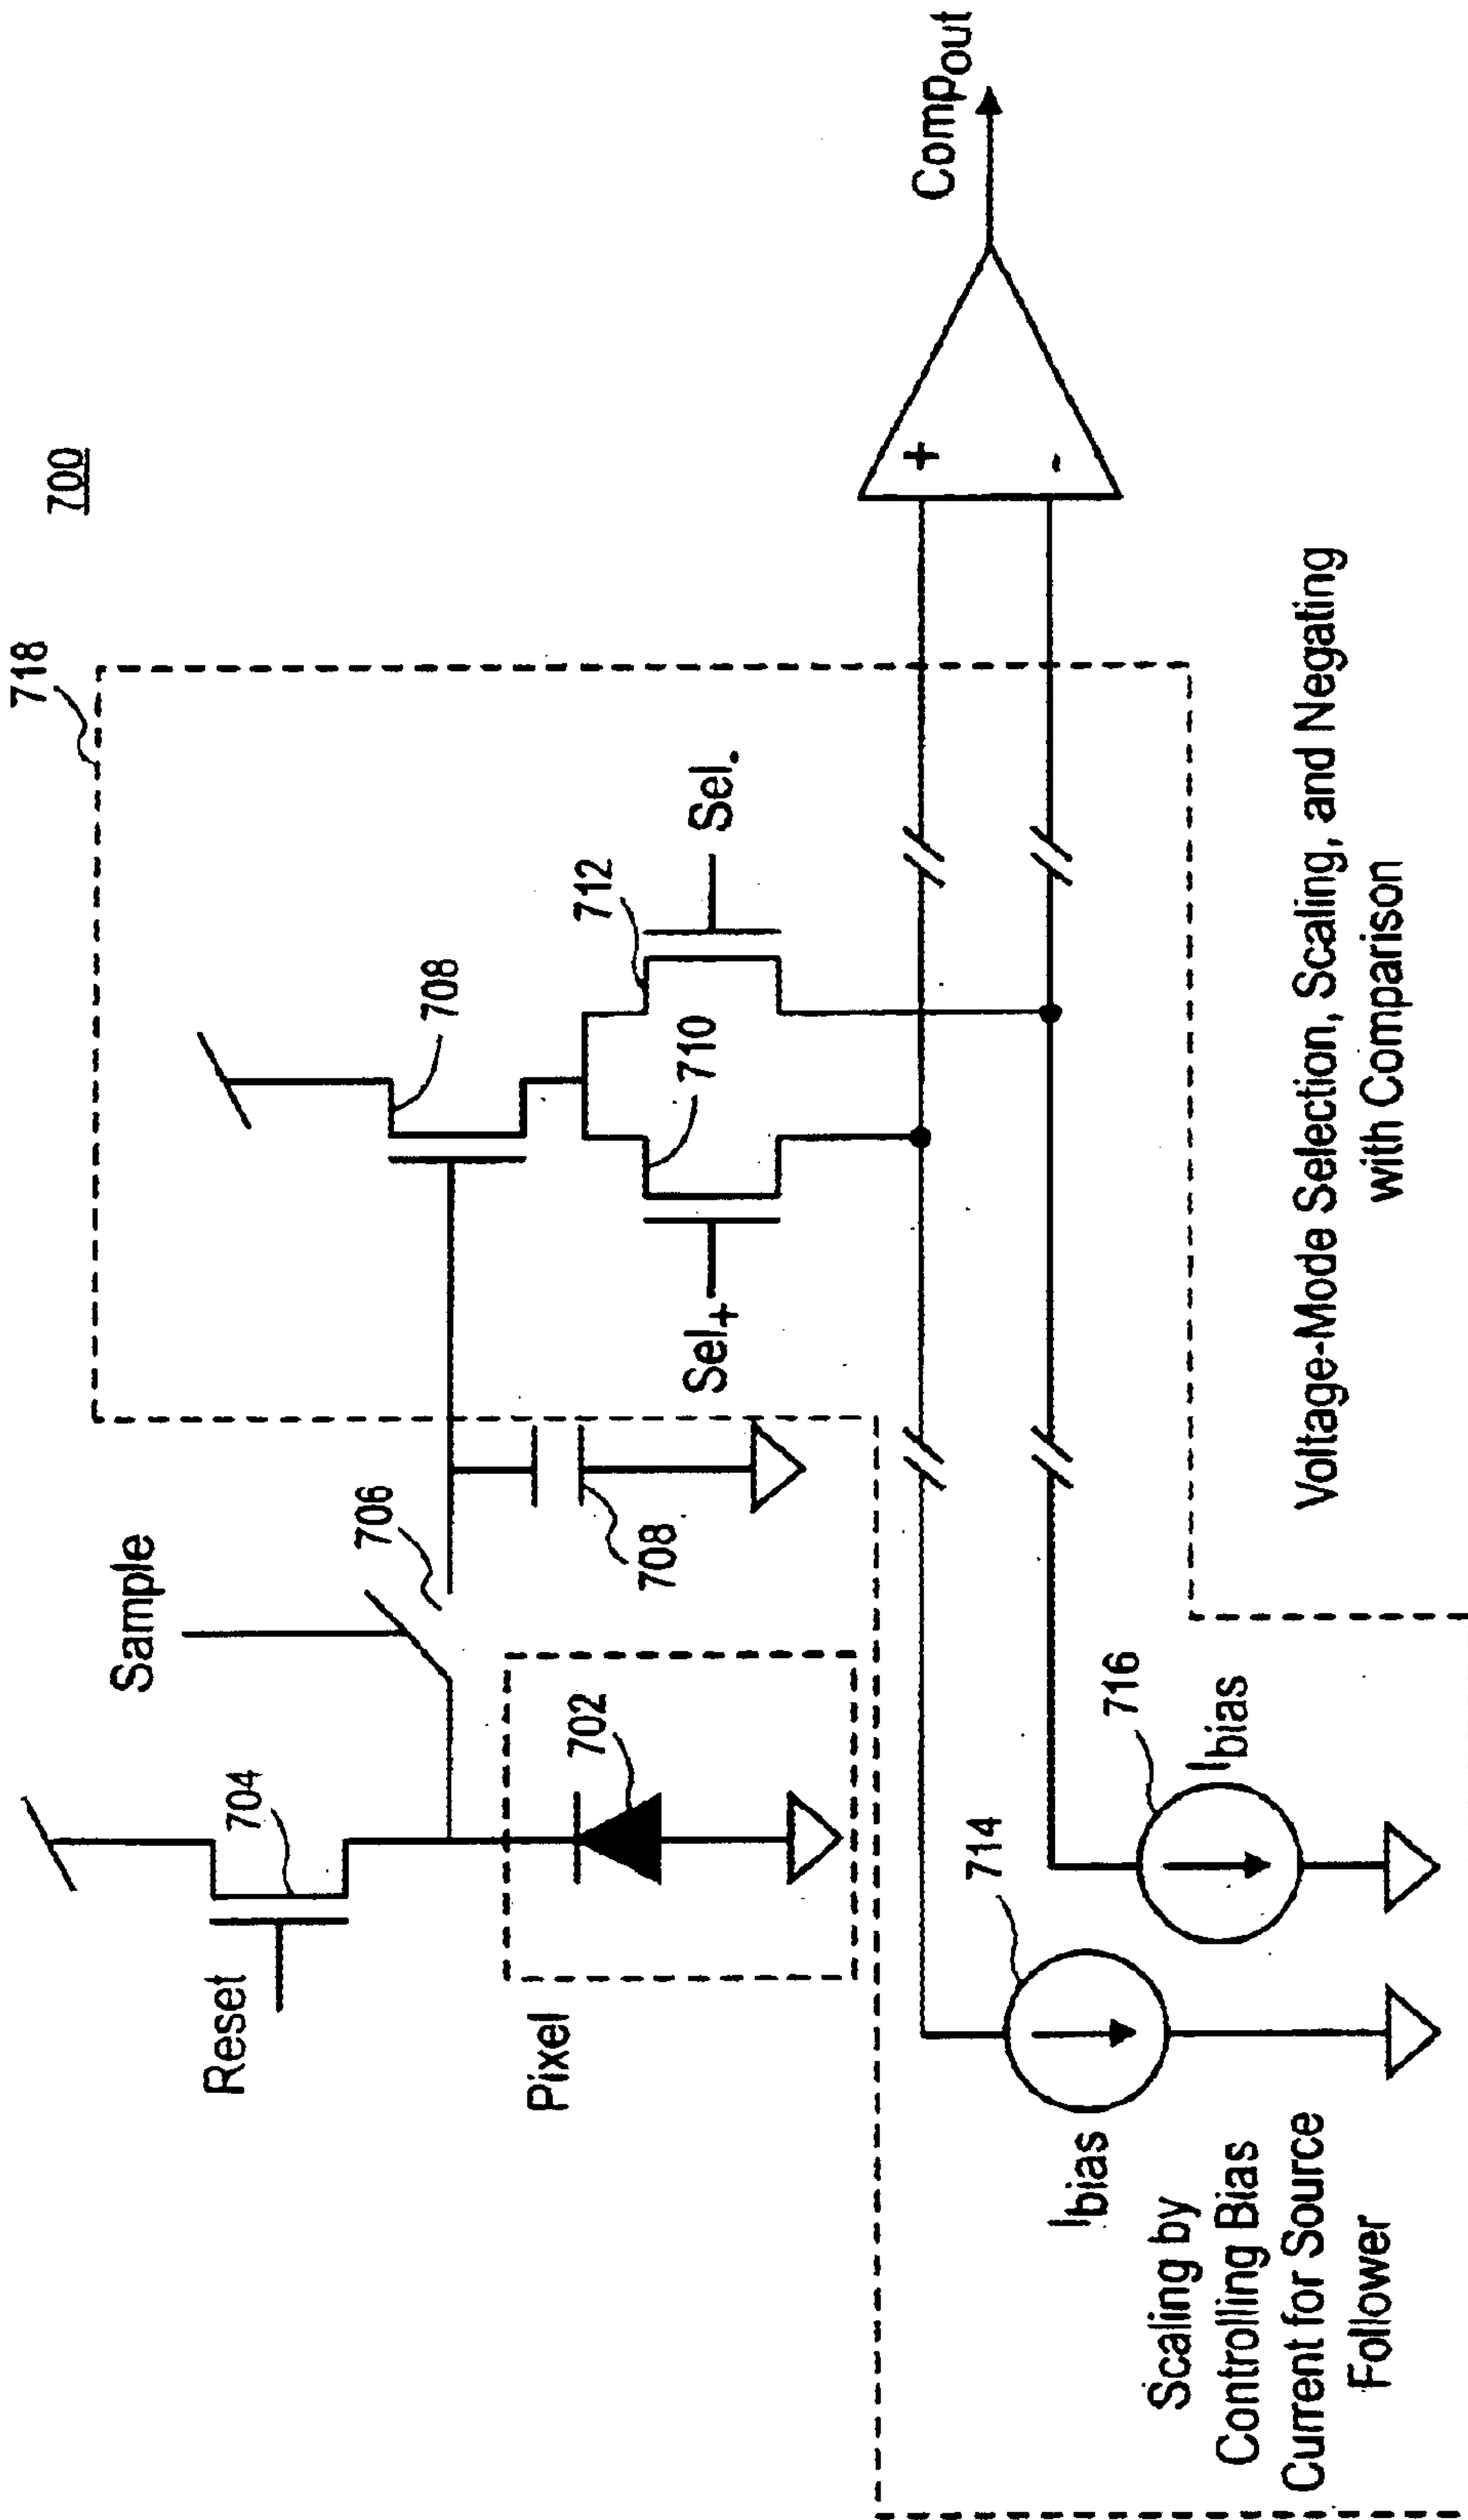 700
718
Reset
704
Sample
706
708
708
Pixel
702
Sel+
710
712
Sel-
+
-
Compout
714
Ibias
716
Ibias
Scaling by
Controlling Bias
Current for Source
Follower
Voltage-Mode Selection, Scaling, and Negating
with Comparison